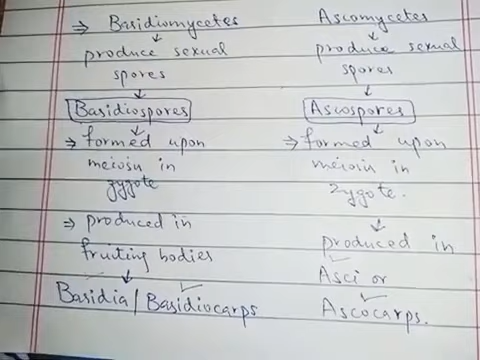 ⇒ Basidiomycetes
↓
produce sexual
spores
↓
Basidiospores
↓
⇒ formed upon
meiosis in
zygote
⇒ produced in
fruiting bodies
↓
Basidia / Basidiocarps
Ascomycetes
↓
produce sexual
spores
↓
Ascospores
↓
⇒ formed upon
meiosis in
zygote.
↓
produced in
Asci or
Ascocarps.